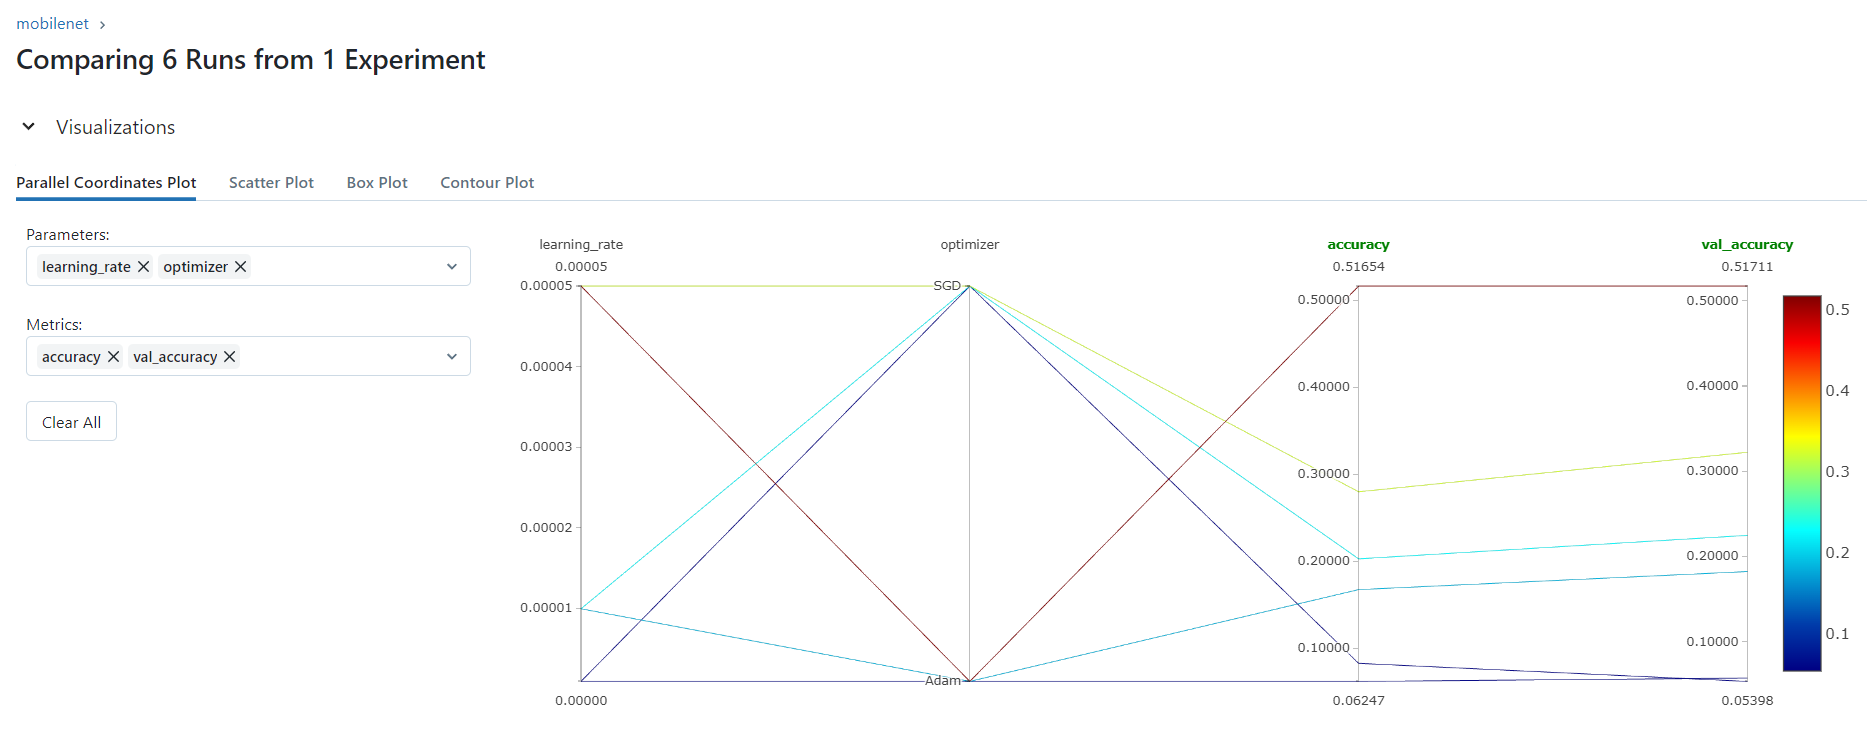 mobilenet
Comparing 6 Runs from 1 Experiment
Visualizations
Parallel Coordinates Plot Scatter Plot Box Plot Contour Plot
Parameters:
learning_rate optimizer
Metrics:
accuracy val_accuracy
Clear All
learning_rate optimizer accuracy val_accuracy
0.00005 0.51654 0.51711
0.00005 SGD 0.50000 0.50000 0.5
0.00004 0.40000 0.40000 0.4
0.00003 0.30000 0.30000 0.3
0.00002 0.20000 0.20000 0.2
0.00001 0.10000 0.10000 0.1
Adam
0.00000 0.06247 0.05398